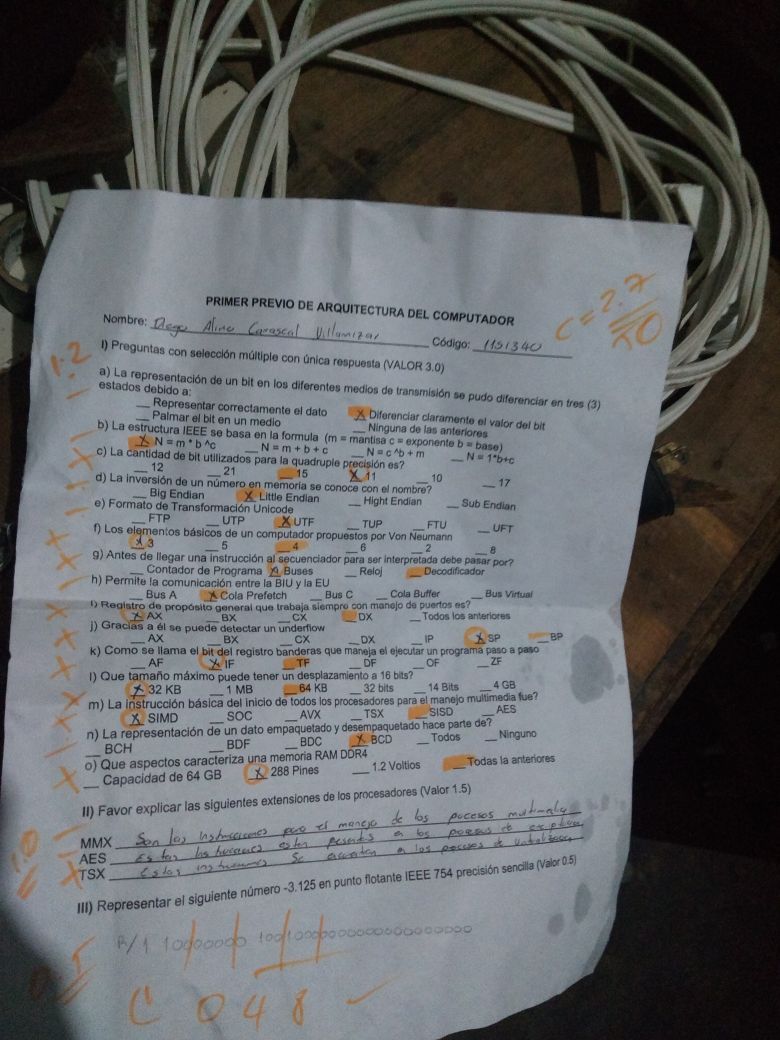 PRIMER PREVIO DE ARQUITECTURA DEL COMPUTADOR
C = 2.7
Nombre: Diego Carrascal Villamizar Código: 1151340
1.2
I) Preguntas con selección múltiple con única respuesta (VALOR 3.0)
a) La representación de un bit en los diferentes medios de transmisión se pudo diferenciar en tres (3)
estados debido a:
__ Representar correctamente el dato X Diferenciar claramente el valor del bit
__ Palmar el bit en un medio __ Ninguna de las anteriores
b) La estructura IEEE se basa en la formula (m = mantisa c = exponente b = base)
X N = m * b ^c __ N = m + b + c __ N = c ^b + m __ N = 1*b+c
c) La cantidad de bit utilizados para la quadruple precisión es?
__ 12 __ 21 __ 15 X 11 __ 10 __ 17
d) La inversión de un número en memoria se conoce con el nombre?
__ Big Endian X Little Endian __ Hight Endian __ Sub Endian
e) Formato de Transformación Unicode
__ FTP __ UTP X UTF __ TUP __ FTU __ UFT
f) Los elementos básicos de un computador propuestos por Von Neumann
X 3 __ 5 __ 4 __ 6 __ 2 __ 8
g) Antes de llegar una instrucción al secuenciador para ser interpretada debe pasar por?
__ Contador de Programa X Buses __ Reloj __ Decodificador
h) Permite la comunicación entre la BIU y la EU
__ Bus A X Cola Prefetch __ Bus C __ Cola Buffer __ Bus Virtual
i) Registro de propósito general que trabaja siempre con manejo de puertos es?
X AX __ BX __ CX __ DX __ Todos los anteriores
j) Gracias a él se puede detectar un underflow
__ AX __ BX __ CX __ DX __ IP X SP __ BP
k) Como se llama el bit del registro banderas que maneja el ejecutar un programa paso a paso
__ AF X IF __ TF __ DF __ OF __ ZF
l) Que tamaño máximo puede tener un desplazamiento a 16 bits?
X 32 KB __ 1 MB __ 64 KB __ 32 bits __ 14 Bits __ 4 GB
m) La instrucción básica del inicio de todos los procesadores para el manejo multimedia fue?
X SIMD __ SOC __ AVX __ TSX __ SISD __ AES
n) La representación de un dato empaquetado y desempaquetado hace parte de?
__ BCH __ BDF __ BDC X BCD __ Todos __ Ninguno
o) Que aspectos caracteriza una memoria RAM DDR4
__ Capacidad de 64 GB X 288 Pines __ 1.2 Voltios __ Todas la anteriores
II) Favor explicar las siguientes extensiones de los procesadores (Valor 1.5)
1.0
MMX Son las Instrucciones para el manejo de los procesos multimedia
AES Estas instrucciones estan presentes en los procesos de
TSX Estas instrucciones Se en los procesos de
III) Representar el siguiente número -3.125 en punto flotante IEEE 754 precisión sencilla (Valor 0.5)
R/ 1 10000000 10010000000000000000000
0.5
C 0 4 8